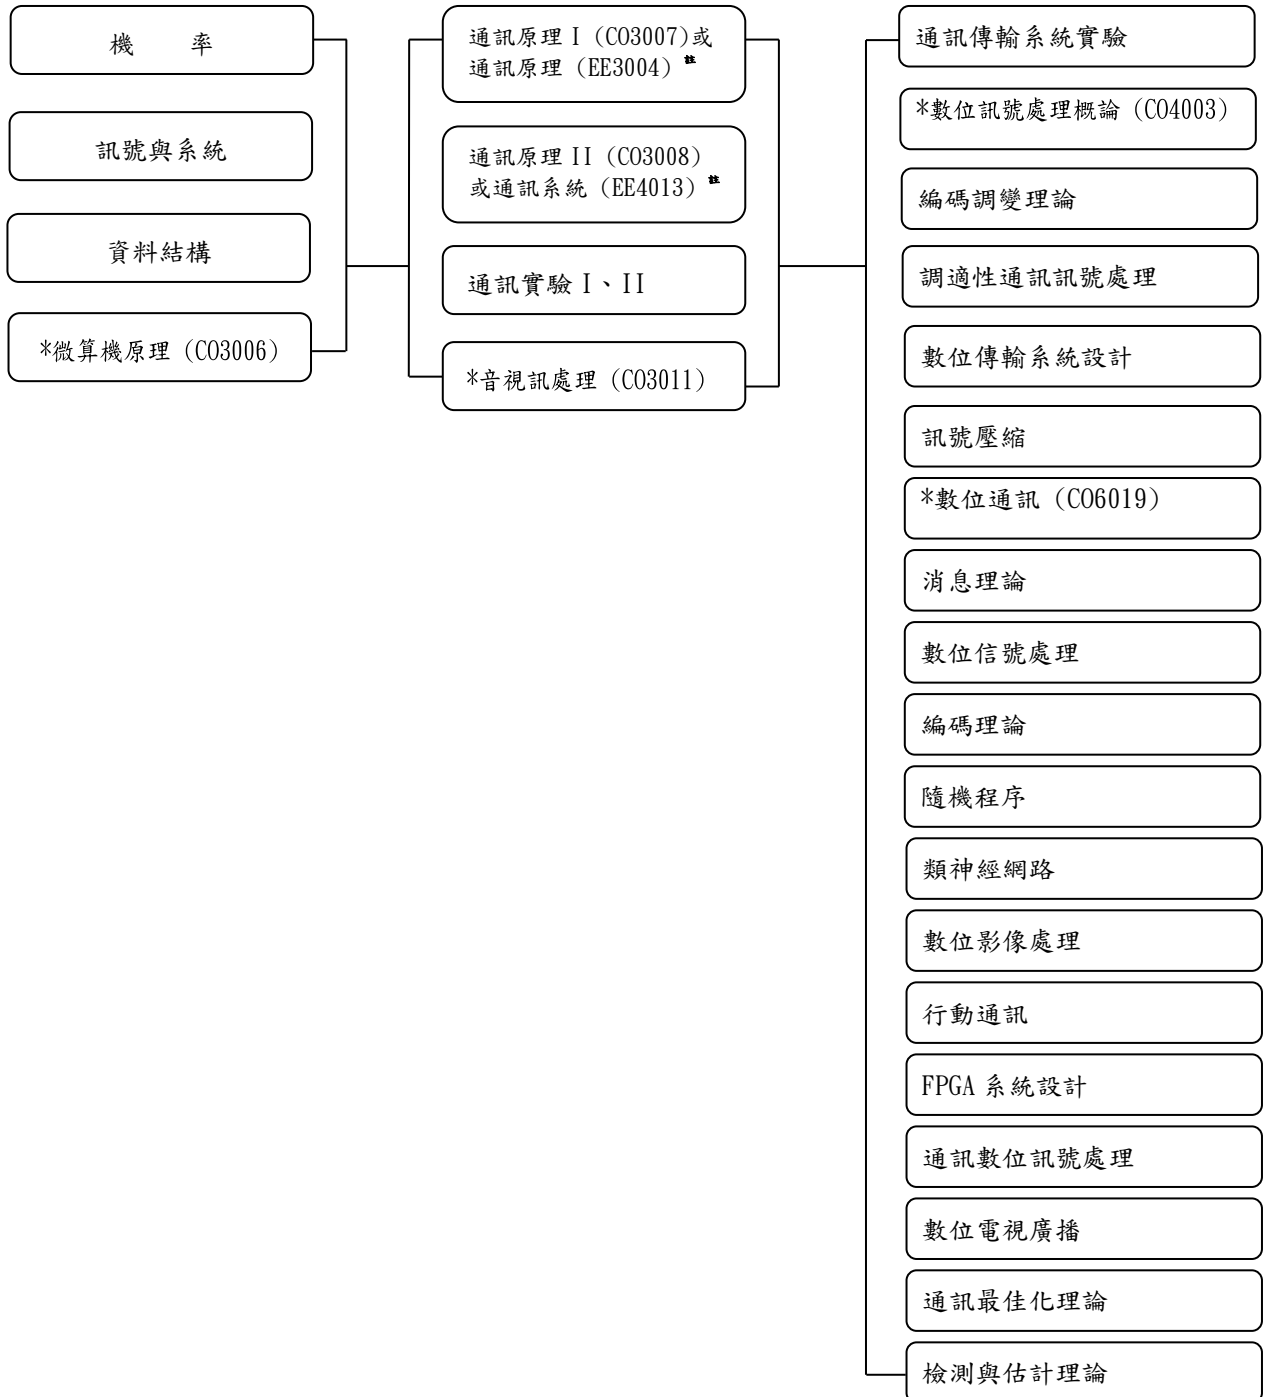 機 率
訊號與系統
資料結構
*微算機原理 (CO3006)
通訊原理 I (CO3007)或
通訊原理 (EE3004) 註
通訊原理 II (CO3008)
或通訊系統 (EE4013) 註
通訊實驗 I、II
*音視訊處理 (CO3011)
通訊傳輸系統實驗
*數位訊號處理概論 (CO4003)
編碼調變理論
調適性通訊訊號處理
數位傳輸系統設計
訊號壓縮
*數位通訊 (CO6019)
消息理論
數位信號處理
編碼理論
隨機程序
類神經網路
數位影像處理
行動通訊
FPGA 系統設計
通訊數位訊號處理
數位電視廣播
通訊最佳化理論
檢測與估計理論